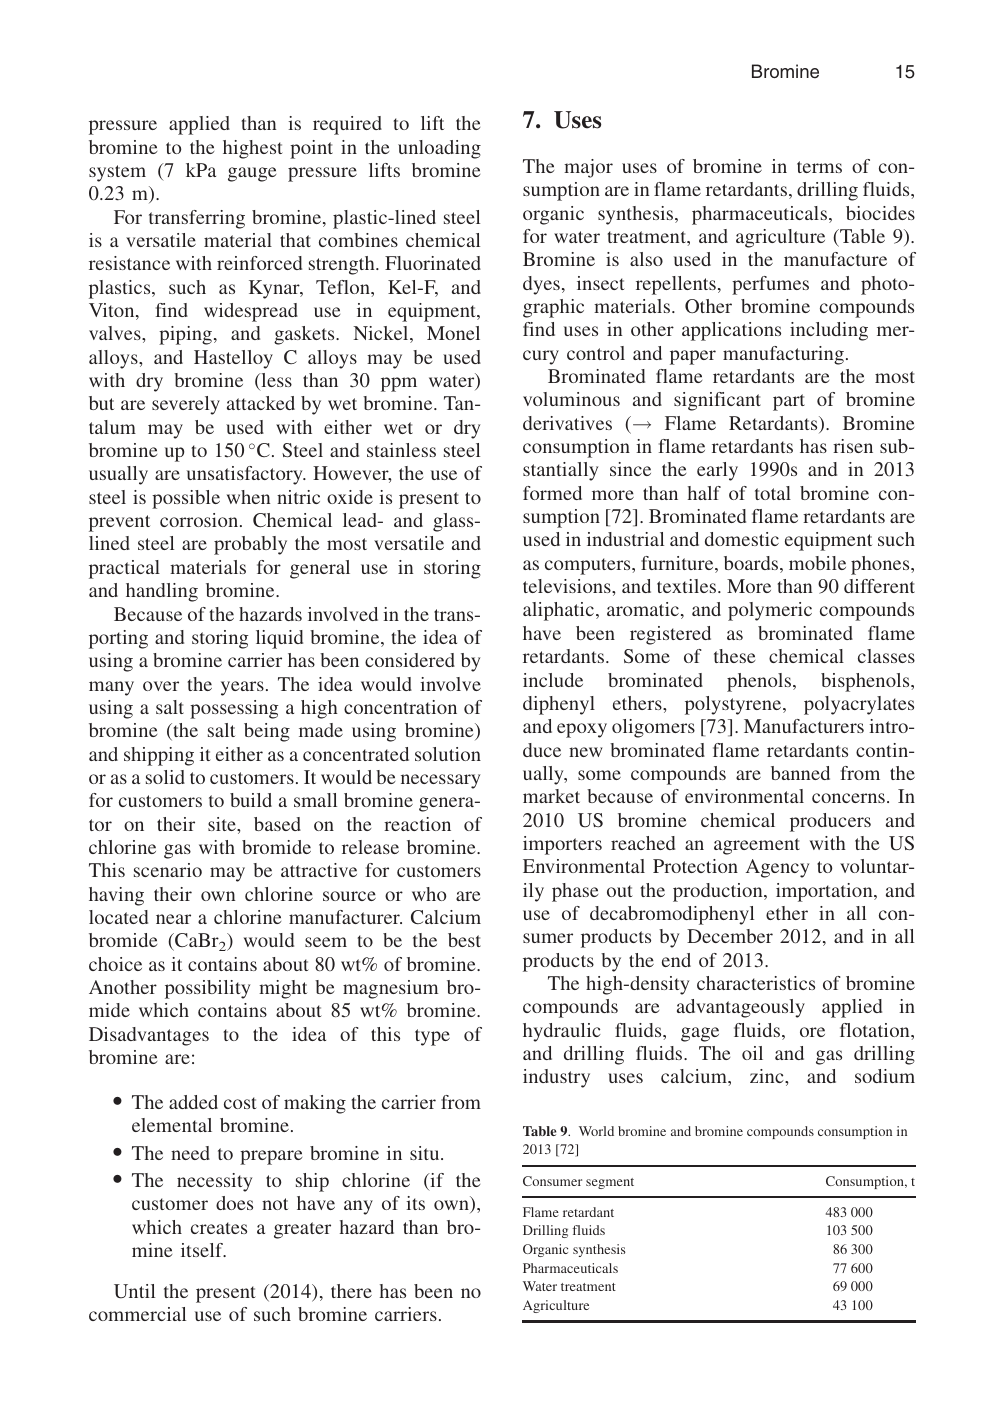 Bromine 15
pressure applied than is required to lift the
bromine to the highest point in the unloading
system (7 kPa gauge pressure lifts bromine
0.23 m).
For transferring bromine, plastic-lined steel
is a versatile material that combines chemical
resistance with reinforced strength. Fluorinated
plastics, such as Kynar, Teflon, Kel-F, and
Viton, find widespread use in equipment,
valves, piping, and gaskets. Nickel, Monel
alloys, and Hastelloy C alloys may be used
with dry bromine (less than 30 ppm water)
but are severely attacked by wet bromine. Tan-
talum may be used with either wet or dry
bromine up to 150 °C. Steel and stainless steel
usually are unsatisfactory. However, the use of
steel is possible when nitric oxide is present to
prevent corrosion. Chemical lead- and glass-
lined steel are probably the most versatile and
practical materials for general use in storing
and handling bromine.
Because of the hazards involved in the trans-
porting and storing liquid bromine, the idea of
using a bromine carrier has been considered by
many over the years. The idea would involve
using a salt possessing a high concentration of
bromine (the salt being made using bromine)
and shipping it either as a concentrated solution
or as a solid to customers. It would be necessary
for customers to build a small bromine genera-
tor on their site, based on the reaction of
chlorine gas with bromide to release bromine.
This scenario may be attractive for customers
having their own chlorine source or who are
located near a chlorine manufacturer. Calcium
bromide (CaBr₂) would seem to be the best
choice as it contains about 80 wt% of bromine.
Another possibility might be magnesium bro-
mide which contains about 85 wt% bromine.
Disadvantages to the idea of this type of
bromine are:
• The added cost of making the carrier from
elemental bromine.
• The need to prepare bromine in situ.
• The necessity to ship chlorine (if the
customer does not have any of its own),
which creates a greater hazard than bro-
mine itself.
Until the present (2014), there has been no
commercial use of such bromine carriers.
7. Uses
The major uses of bromine in terms of con-
sumption are in flame retardants, drilling fluids,
organic synthesis, pharmaceuticals, biocides
for water treatment, and agriculture (Table 9).
Bromine is also used in the manufacture of
dyes, insect repellents, perfumes and photo-
graphic materials. Other bromine compounds
find uses in other applications including mer-
cury control and paper manufacturing.
Brominated flame retardants are the most
voluminous and significant part of bromine
derivatives (→ Flame Retardants). Bromine
consumption in flame retardants has risen sub-
stantially since the early 1990s and in 2013
formed more than half of total bromine con-
sumption [72]. Brominated flame retardants are
used in industrial and domestic equipment such
as computers, furniture, boards, mobile phones,
televisions, and textiles. More than 90 different
aliphatic, aromatic, and polymeric compounds
have been registered as brominated flame
retardants. Some of these chemical classes
include brominated phenols, bisphenols,
diphenyl ethers, polystyrene, polyacrylates
and epoxy oligomers [73]. Manufacturers intro-
duce new brominated flame retardants contin-
ually, some compounds are banned from the
market because of environmental concerns. In
2010 US bromine chemical producers and
importers reached an agreement with the US
Environmental Protection Agency to voluntar-
ily phase out the production, importation, and
use of decabromodiphenyl ether in all con-
sumer products by December 2012, and in all
products by the end of 2013.
The high-density characteristics of bromine
compounds are advantageously applied in
hydraulic fluids, gage fluids, ore flotation,
and drilling fluids. The oil and gas drilling
industry uses calcium, zinc, and sodium
Table 9. World bromine and bromine compounds consumption in
2013 [72]
Consumer segment Consumption, t
Flame retardant 483 000
Drilling fluids 103 500
Organic synthesis 86 300
Pharmaceuticals 77 600
Water treatment 69 000
Agriculture 43 100